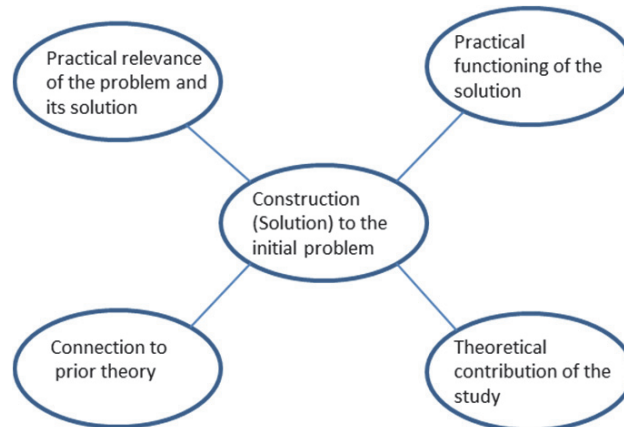 Practical relevance
of the problem and
its solution
Practical
functioning of the
solution
Construction
(Solution) to the
initial problem
Connection to
prior theory
Theoretical
contribution of the
study